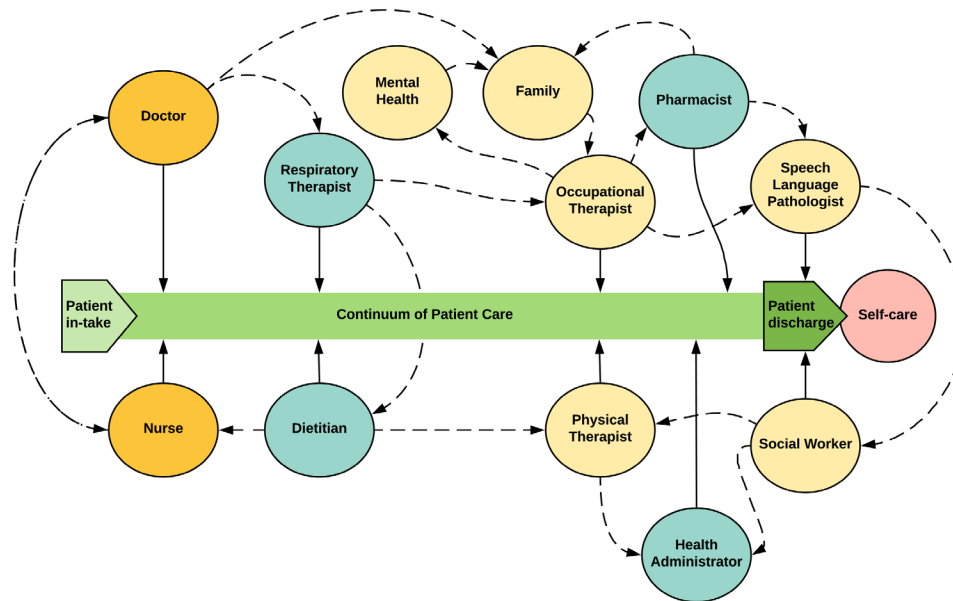 Mental
Health
Family
Pharmacist
Doctor
Respiratory
Therapist
Occupational
Therapist
Speech
Language
Pathologist
Patient
in-take
Continuum of Patient Care
Patient
discharge
Self-care
Nurse
Dietitian
Physical
Therapist
Social Worker
Health
Administrator